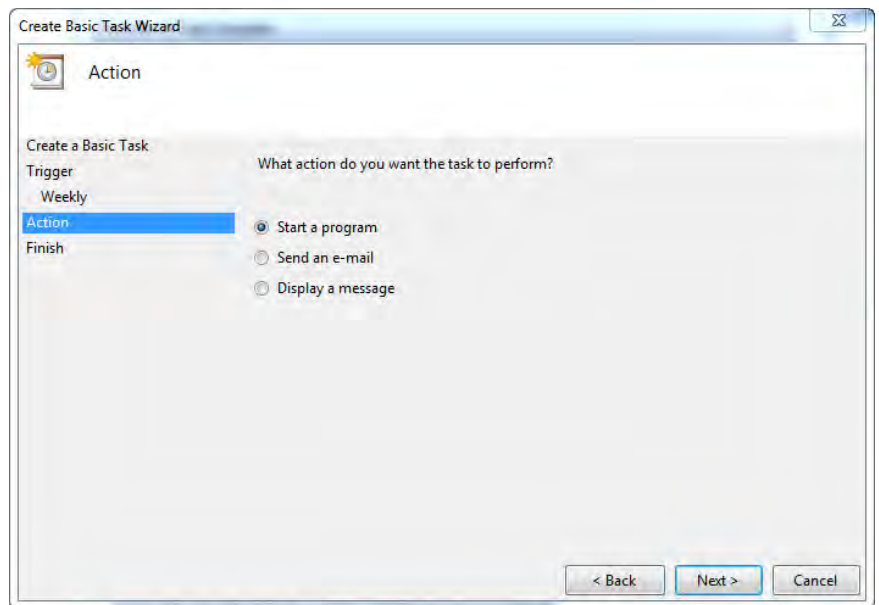 Create Basic Task Wizard
Action
Create a Basic Task
Trigger
Weekly
Action
Finish
What action do you want the task to perform?
Start a program
Send an e-mail
Display a message
< Back
Next >
Cancel